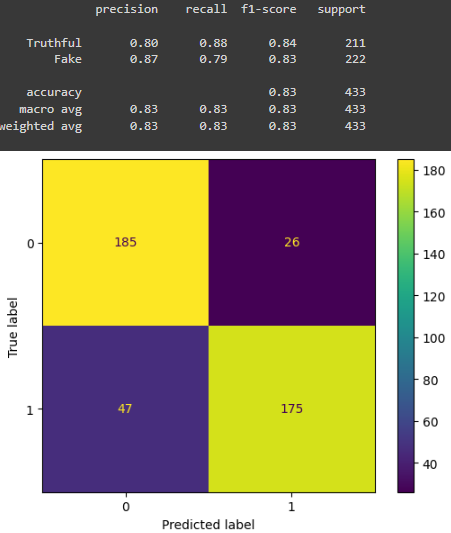 precision recall f1-score support
Truthful 0.80 0.88 0.84 211
Fake 0.87 0.79 0.83 222
accuracy 0.83 433
macro avg 0.83 0.83 0.83 433
weighted avg 0.83 0.83 0.83 433
180
160
140
120
100
80
60
40
0
185 26
True label
1
47 175
0 1
Predicted label